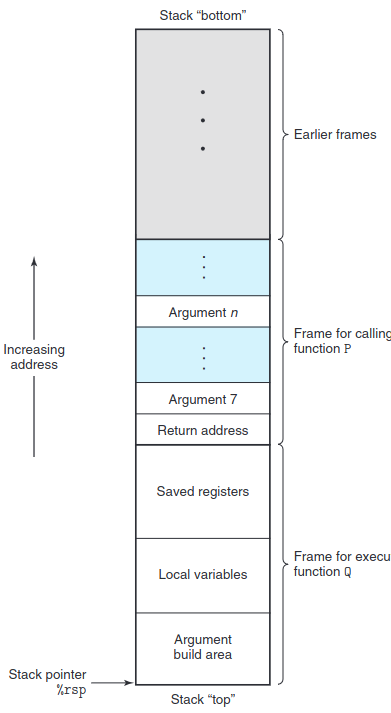 Stack “bottom”
Earlier frames
Argument n
Frame for calling
function P
Increasing
address
Argument 7
Return address
Saved registers
Frame for execu
function Q
Local variables
Argument
build area
Stack pointer
%rsp
Stack “top”